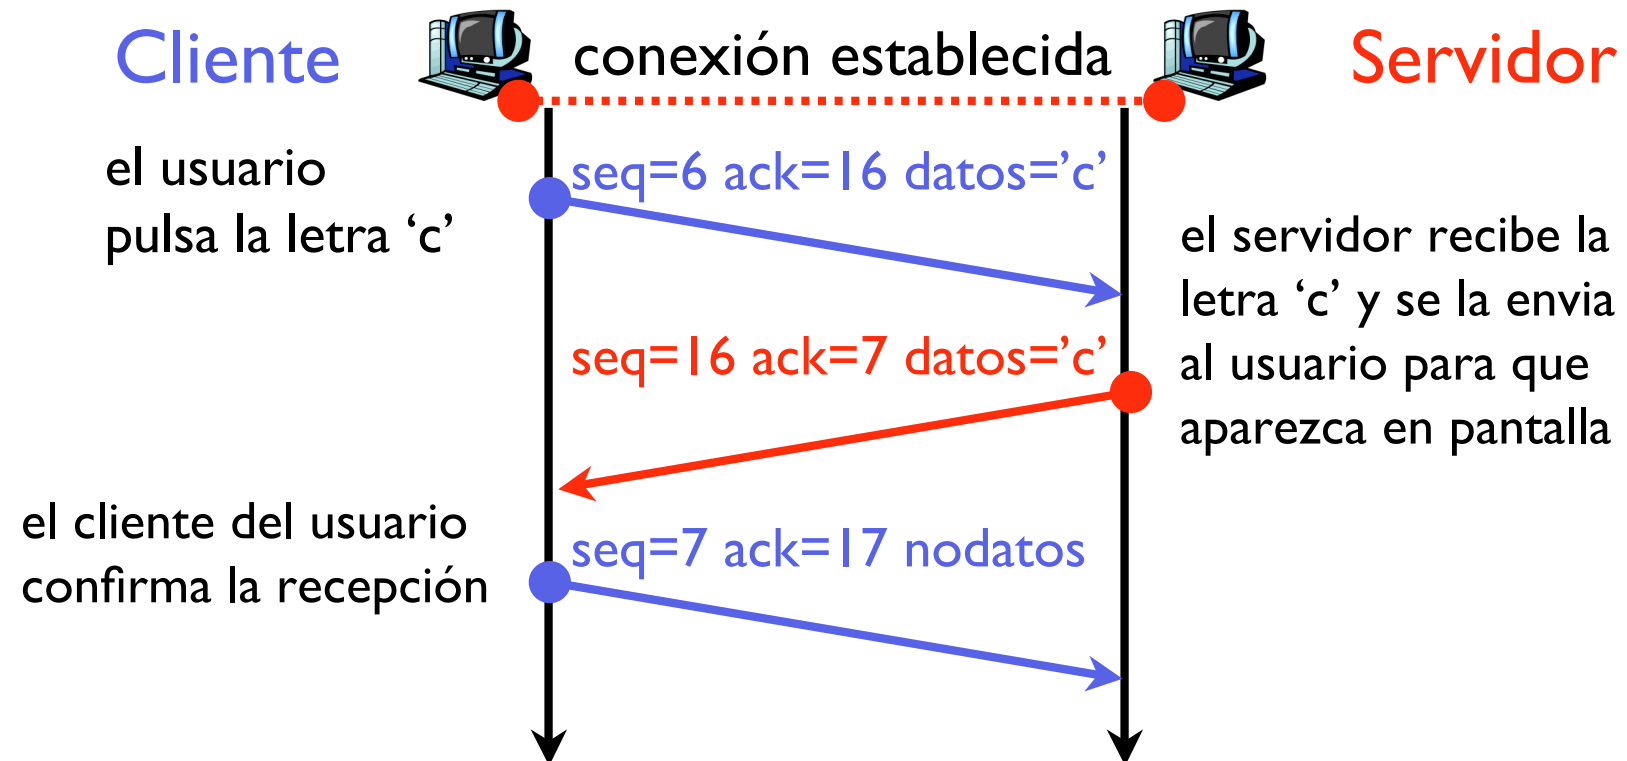 Cliente
conexión establecida
Servidor
el usuario
pulsa la letra ‘c’
seq=6 ack=16 datos=’c’
el servidor recibe la
letra ‘c’ y se la envia
al usuario para que
aparezca en pantalla
seq=16 ack=7 datos=’c’
el cliente del usuario
confirma la recepción
seq=7 ack=17 nodatos